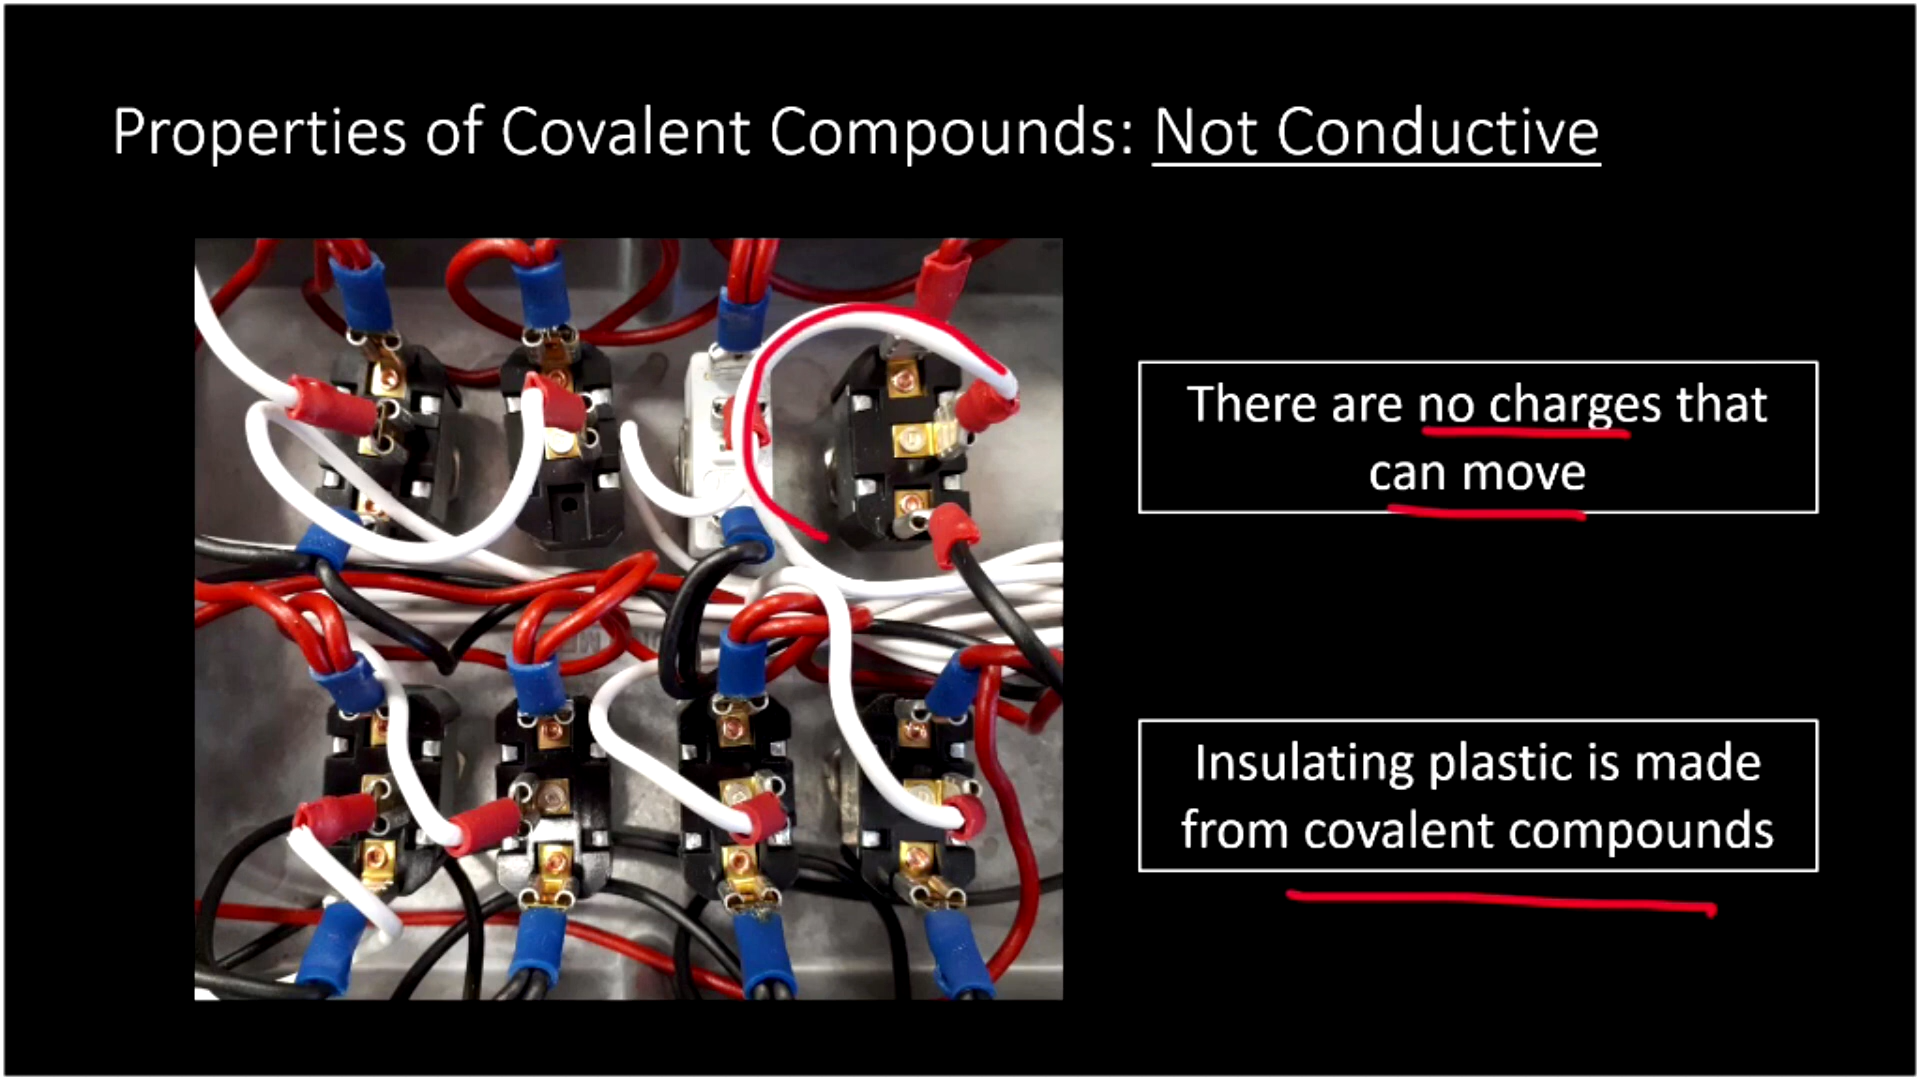 Properties of Covalent Compounds: Not Conductive
There are no charges that
can move
Insulating plastic is made
from covalent compounds